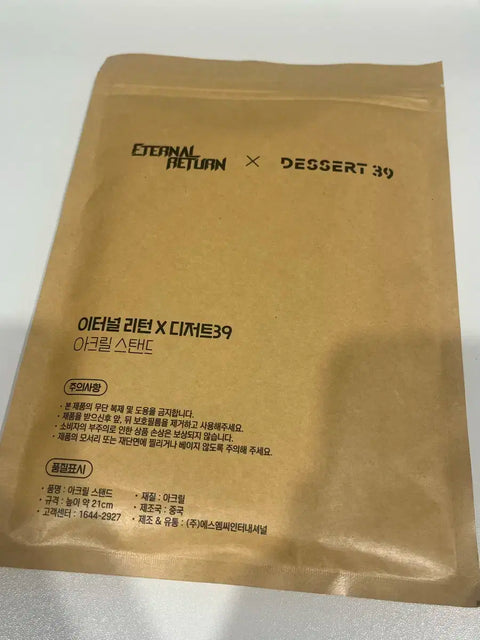 ETERNAL RETURN X DESSERT 39
이터널 리턴 X 디저트39
아크릴 스탠드
주의사항
· 본 제품의 무단 복제 및 도용을 금지합니다.
· 제품을 받으신후 앞, 뒤 보호필름을 제거하고 사용해주세요.
· 소비자의 부주의로 인한 상품 손상은 보상되지 않습니다.
· 제품의 모서리 또는 재단면에 찔리거나 베이지 않도록 주의해 주세요.
품질표시
· 품명 : 아크릴 스탠드 · 재질 : 아크릴
· 규격 : 높이 약 21cm · 제조국 : 중국
· 고객센터 : 1644-2927 · 제조 & 유통 : (주)에스엠씨인터내셔널